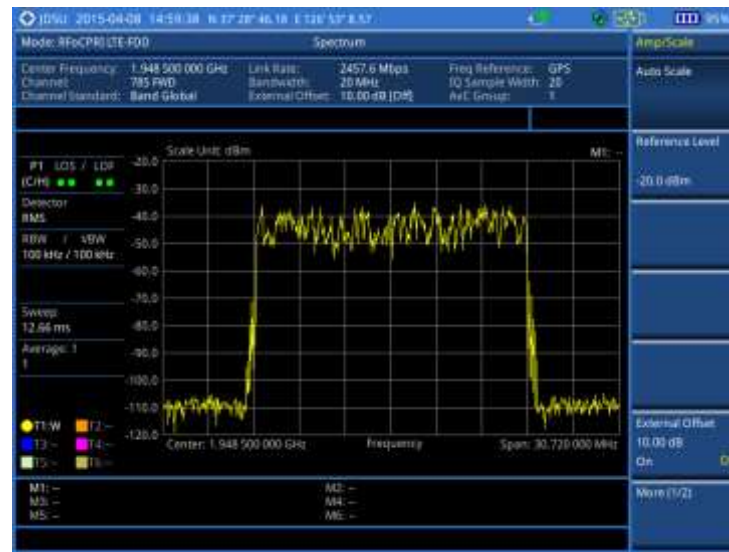 JDSU 2015-04-08 14:59:38 N 37° 28' 46.18 E 126° 53' 8.57 95%
Mode: RFoCPRI LTE-FDD Spectrum Amp/Scale
Center Frequency: 1.948 500 000 GHz Link Rate: 2457.6 Mbps Freq Reference: GPS
Channel: 785 FWD Bandwidth: 20 MHz IQ Sample Width: 20
Channel Standard: Band Global External Offset: 10.00 dB [Off] AxC Group: 1
Auto Scale
Scale Unit: dBm M1: --
Reference Level
-20.0 dBm
P1 LOS / LOF
(C/H)
Detector
RMS
RBW / VBW
100 kHz / 100 kHz
Sweep
12.66 ms
Average: 1
1
-20.0
-30.0
-40.0
-50.0
-60.0
-70.0
-80.0
-90.0
-100.0
-110.0
-120.0
T1:W T2:--
T3:-- T4:--
T5:-- T6:--
Center: 1.948 500 000 GHz Frequency Span: 30.720 000 MHz
External Offset
10.00 dB
On
M1: -- M2: --
M3: -- M4: --
M5: -- M6: --
More (1/2)